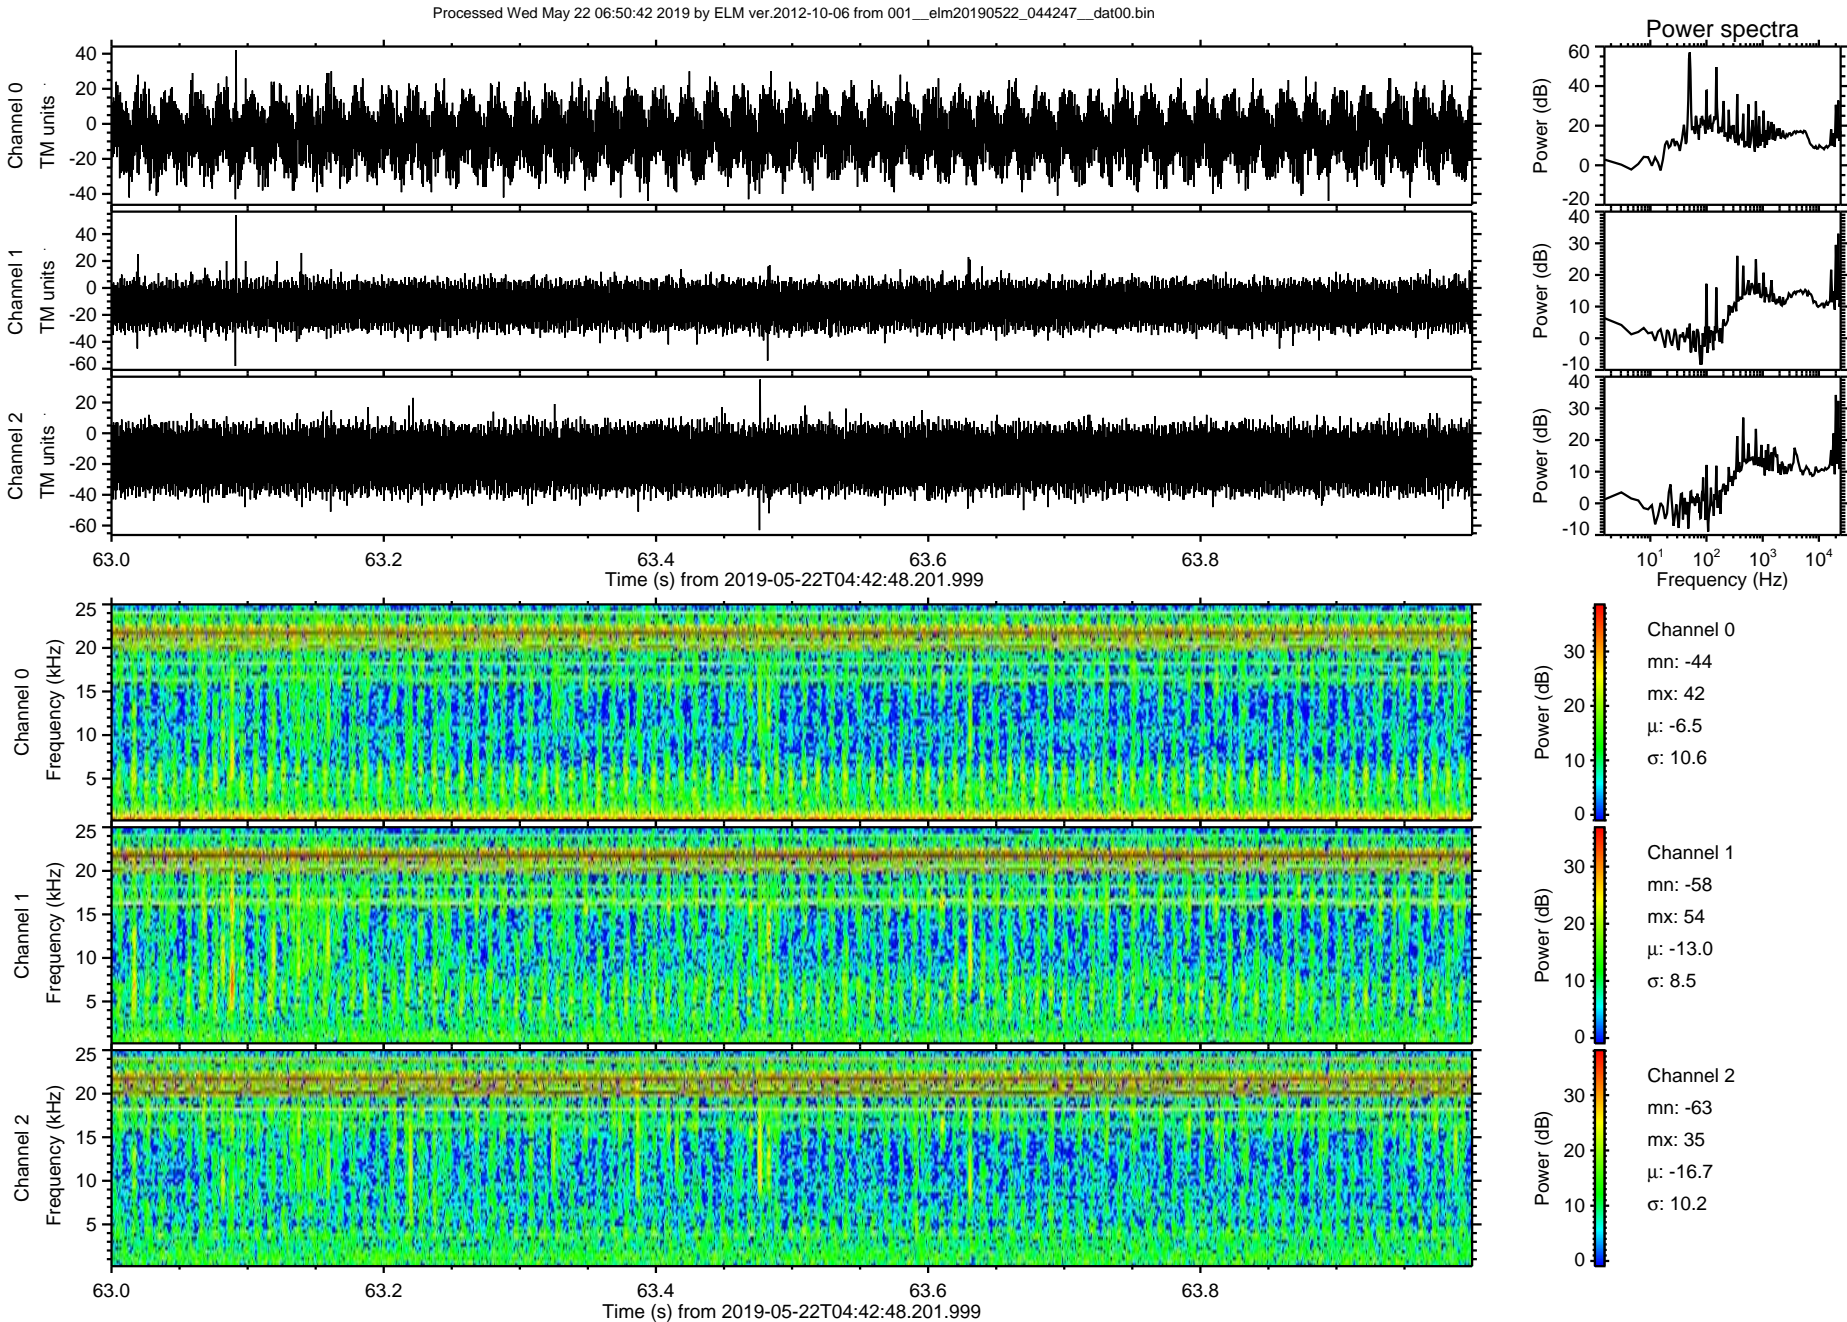 Processed Wed May 22 06:50:42 2019 by ELM ver.2012-10-06 from 001__elm20190522_044247__dat00.bin
Power spectra
Channel 0
TM units
40
20
0
-20
-40
Power (dB)
60
40
20
0
-20
Channel 1
TM units
40
20
0
-20
-40
-60
Power (dB)
40
30
20
10
0
-10
Channel 2
TM units
20
0
-20
-40
-60
Power (dB)
40
30
20
10
0
-10
63.0 63.2 63.4 63.6 63.8
Time (s) from 2019-05-22T04:42:48.201.999
10^1 10^2 10^3 10^4
Frequency (Hz)
Channel 0
Frequency (kHz)
25
20
15
10
5
Power (dB)
30
20
10
0
Channel 0
mn: -44
mx: 42
μ: -6.5
σ: 10.6
Channel 1
Frequency (kHz)
25
20
15
10
5
Power (dB)
30
20
10
0
Channel 1
mn: -58
mx: 54
μ: -13.0
σ: 8.5
Channel 2
Frequency (kHz)
25
20
15
10
5
Power (dB)
30
20
10
0
Channel 2
mn: -63
mx: 35
μ: -16.7
σ: 10.2
63.0 63.2 63.4 63.6 63.8
Time (s) from 2019-05-22T04:42:48.201.999